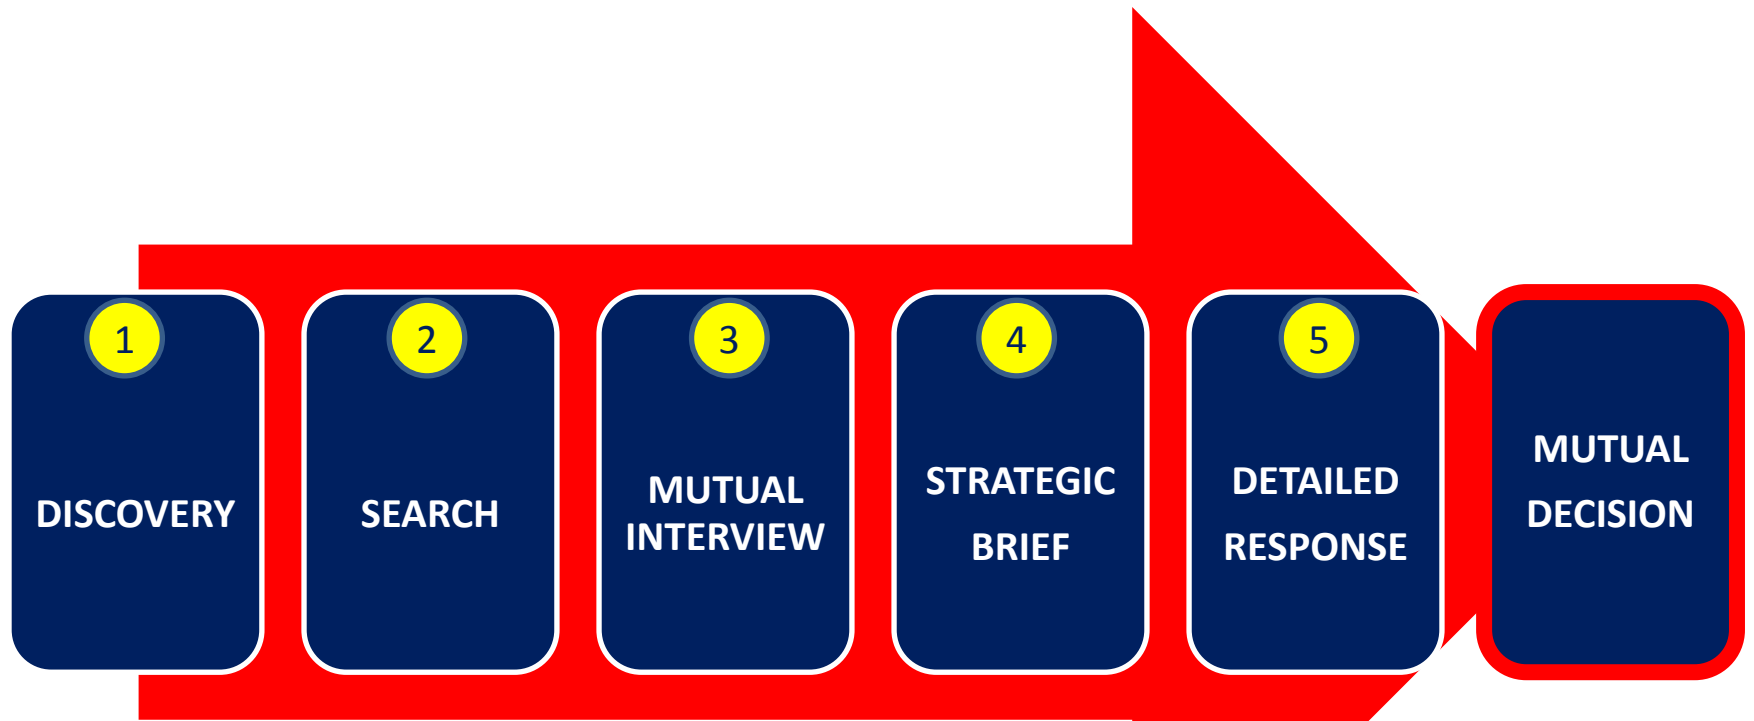 1
DISCOVERY
2
SEARCH
3
MUTUAL
INTERVIEW
4
STRATEGIC
BRIEF
5
DETAILED
RESPONSE
MUTUAL
DECISION